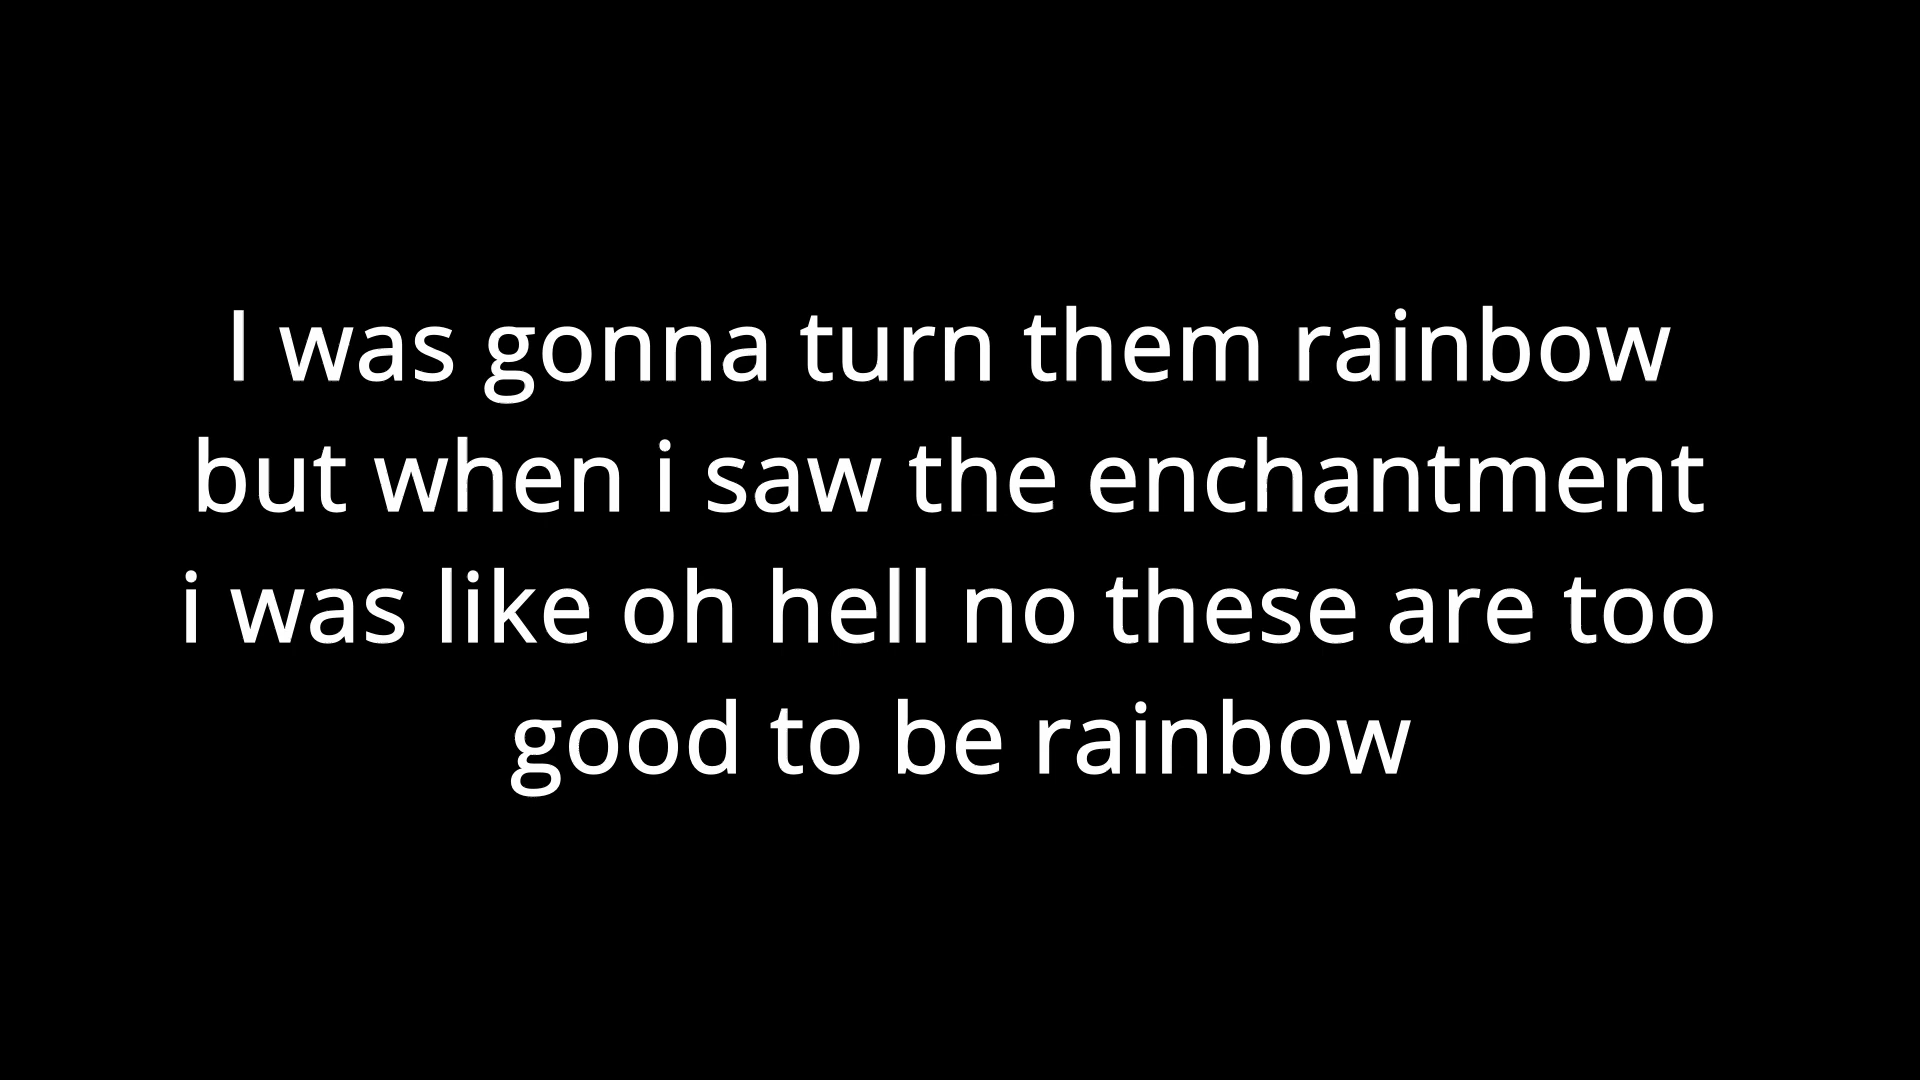 I was gonna turn them rainbow
but when i saw the enchantment
i was like oh hell no these are too
good to be rainbow